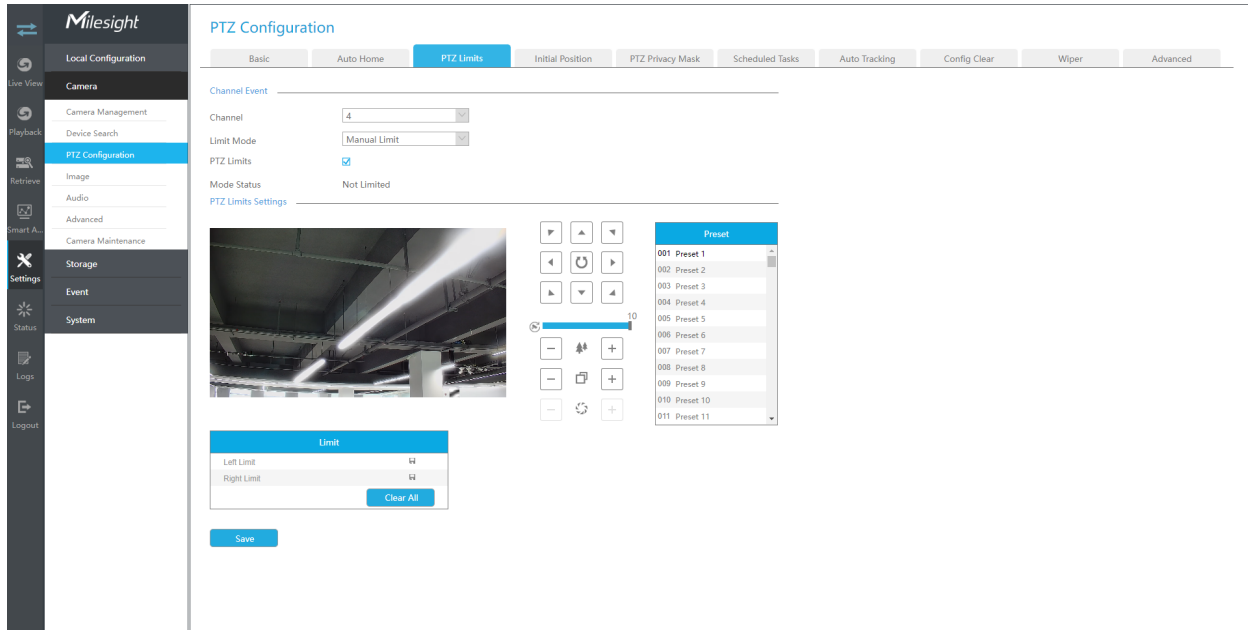 Milesight
Live View
Playback
Retrieve
Smart A...
Settings
Status
Logs
Logout
Local Configuration
Camera
Camera Management
Device Search
PTZ Configuration
Image
Audio
Advanced
Camera Maintenance
Storage
Event
System
PTZ Configuration
Basic
Auto Home
PTZ Limits
Initial Position
PTZ Privacy Mask
Scheduled Tasks
Auto Tracking
Config Clear
Wiper
Advanced
Channel Event
Channel 4
Limit Mode Manual Limit
PTZ Limits
Mode Status Not Limited
PTZ Limits Settings
10
Preset
001 Preset 1
002 Preset 2
003 Preset 3
004 Preset 4
005 Preset 5
006 Preset 6
007 Preset 7
008 Preset 8
009 Preset 9
010 Preset 10
011 Preset 11
Limit
Left Limit
Right Limit
Clear All
Save